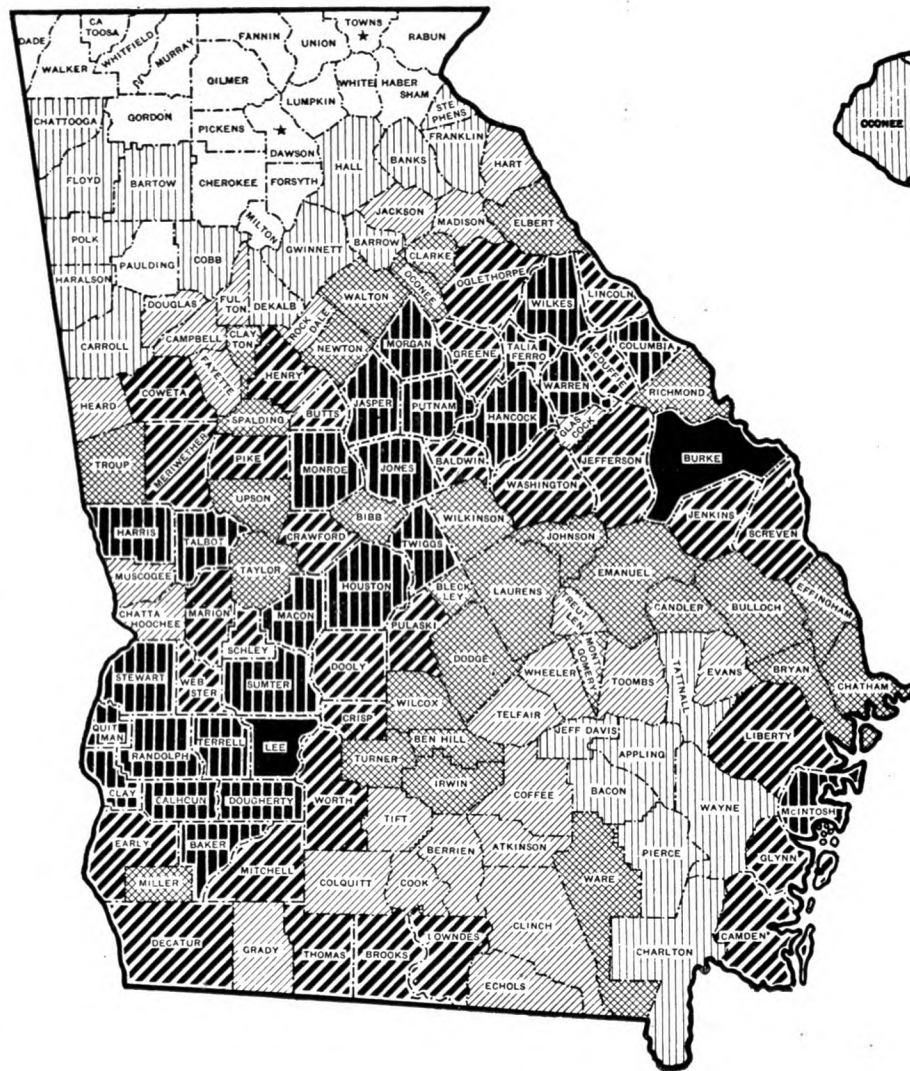 TOWNS
CA
TOOSA
FANNIN
UNION
RABUN
DADE
WHITFIELD
MURRAY
WALKER
GILMER
WHITE
HABER
SHAM
LUMPKIN
STE
PHENS
CHATTOOGA
GORDON
PICKENS
FRANKLIN
DAWSON
HALL
BANKS
HART
FLOYD
BARTOW
CHEROKEE
FORSYTH
JACKSON
MADISON
ELBERT
MILTON
POLK
COBB
GWINNETT
BARROW
CLARKE
OGLETHORPE
PAULDING
HARALSON
OCONEE
WILKES
LINCOLN
DOUGLAS
FUL
TON
DEKALB
WALTON
ROCK
DALE
CARROLL
CAMPBELL
CLAY
TON
NEWTON
MORGAN
GREENE
TALIA
FERRO
MCDUFFIE
COLUMBIA
HENRY
FAYETTE
WARREN
RICHMOND
HEARD
COWETA
BUTTS
JASPER
PUTNAM
HANCOCK
GLAS
COCK
SPALDING
JEFFERSON
BURKE
TROUP
MERIWETHER
PIKE
MONROE
JONES
BALDWIN
WASHINGTON
UPSON
BIBB
WILKINSON
JENKINS
SCREVEN
HARRIS
TALBOT
CRAWFORD
TWIGGS
JOHNSON
MUSCOGEE
TAYLOR
HOUSTON
BLECK
LEY
LAURENS
EMANUEL
CHATTA
HOOCHEE
MARION
MACON
PULASKI
TREUT
LEN
CANDLER
BULLOCH
EFFINGHAM
SCHLEY
DOOLY
DODGE
MONT
GOMERY
STEWART
WEB
STER
SUMTER
WHEELER
TOOMBS
TATTNALL
EVANS
BRYAN
CHATHAM
WILCOX
TELFAIR
QUIT
MAN
CRISP
RANDOLPH
TERRELL
LEE
BEN HILL
JEFF DAVIS
APPLING
LIBERTY
TURNER
IRWIN
CLAY
CALHOUN
DOUGHERTY
WORTH
COFFEE
BACON
WAYNE
MCINTOSH
TIFT
EARLY
BAKER
BERRIEN
ATKINSON
PIERCE
GLYNN
MITCHELL
MILLER
COLQUITT
COOK
WARE
CLINCH
CAMDEN
DECATUR
GRADY
THOMAS
BROOKS
LOWNDES
CHARLTON
ECHOLS
OCONEE